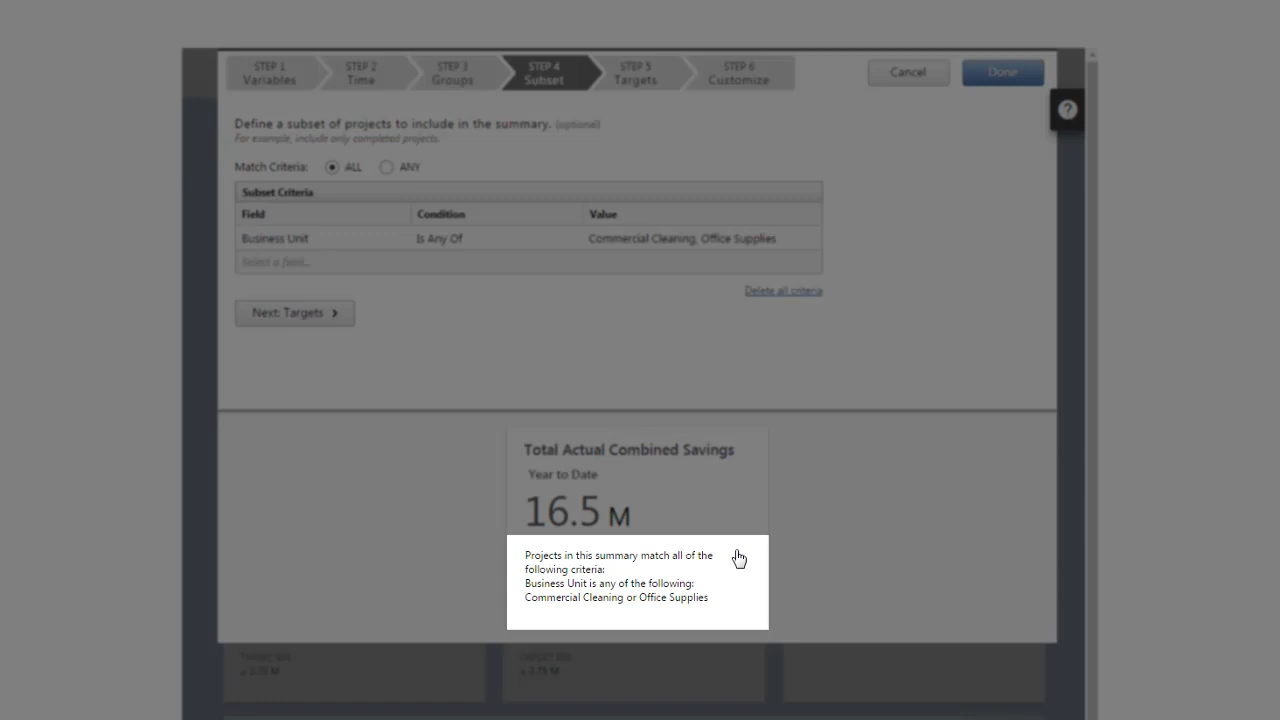 STEP 1
Variables
STEP 2
Time
STEP 3
Groups
STEP 4
Subset
STEP 5
Targets
STEP 6
Customize
Cancel
Done
?
Define a subset of projects to include in the summary. (optional)
For example, include only completed projects.
Match Criteria: ALL ANY
Subset Criteria
Field Condition Value
Business Unit Is Any Of Commercial Cleaning, Office Supplies
Select a field...
Delete all criteria
Next: Targets
Total Actual Combined Savings
Year to Date
16.5 M
Projects in this summary match all of the
following criteria:
Business Unit is any of the following:
Commercial Cleaning or Office Supplies